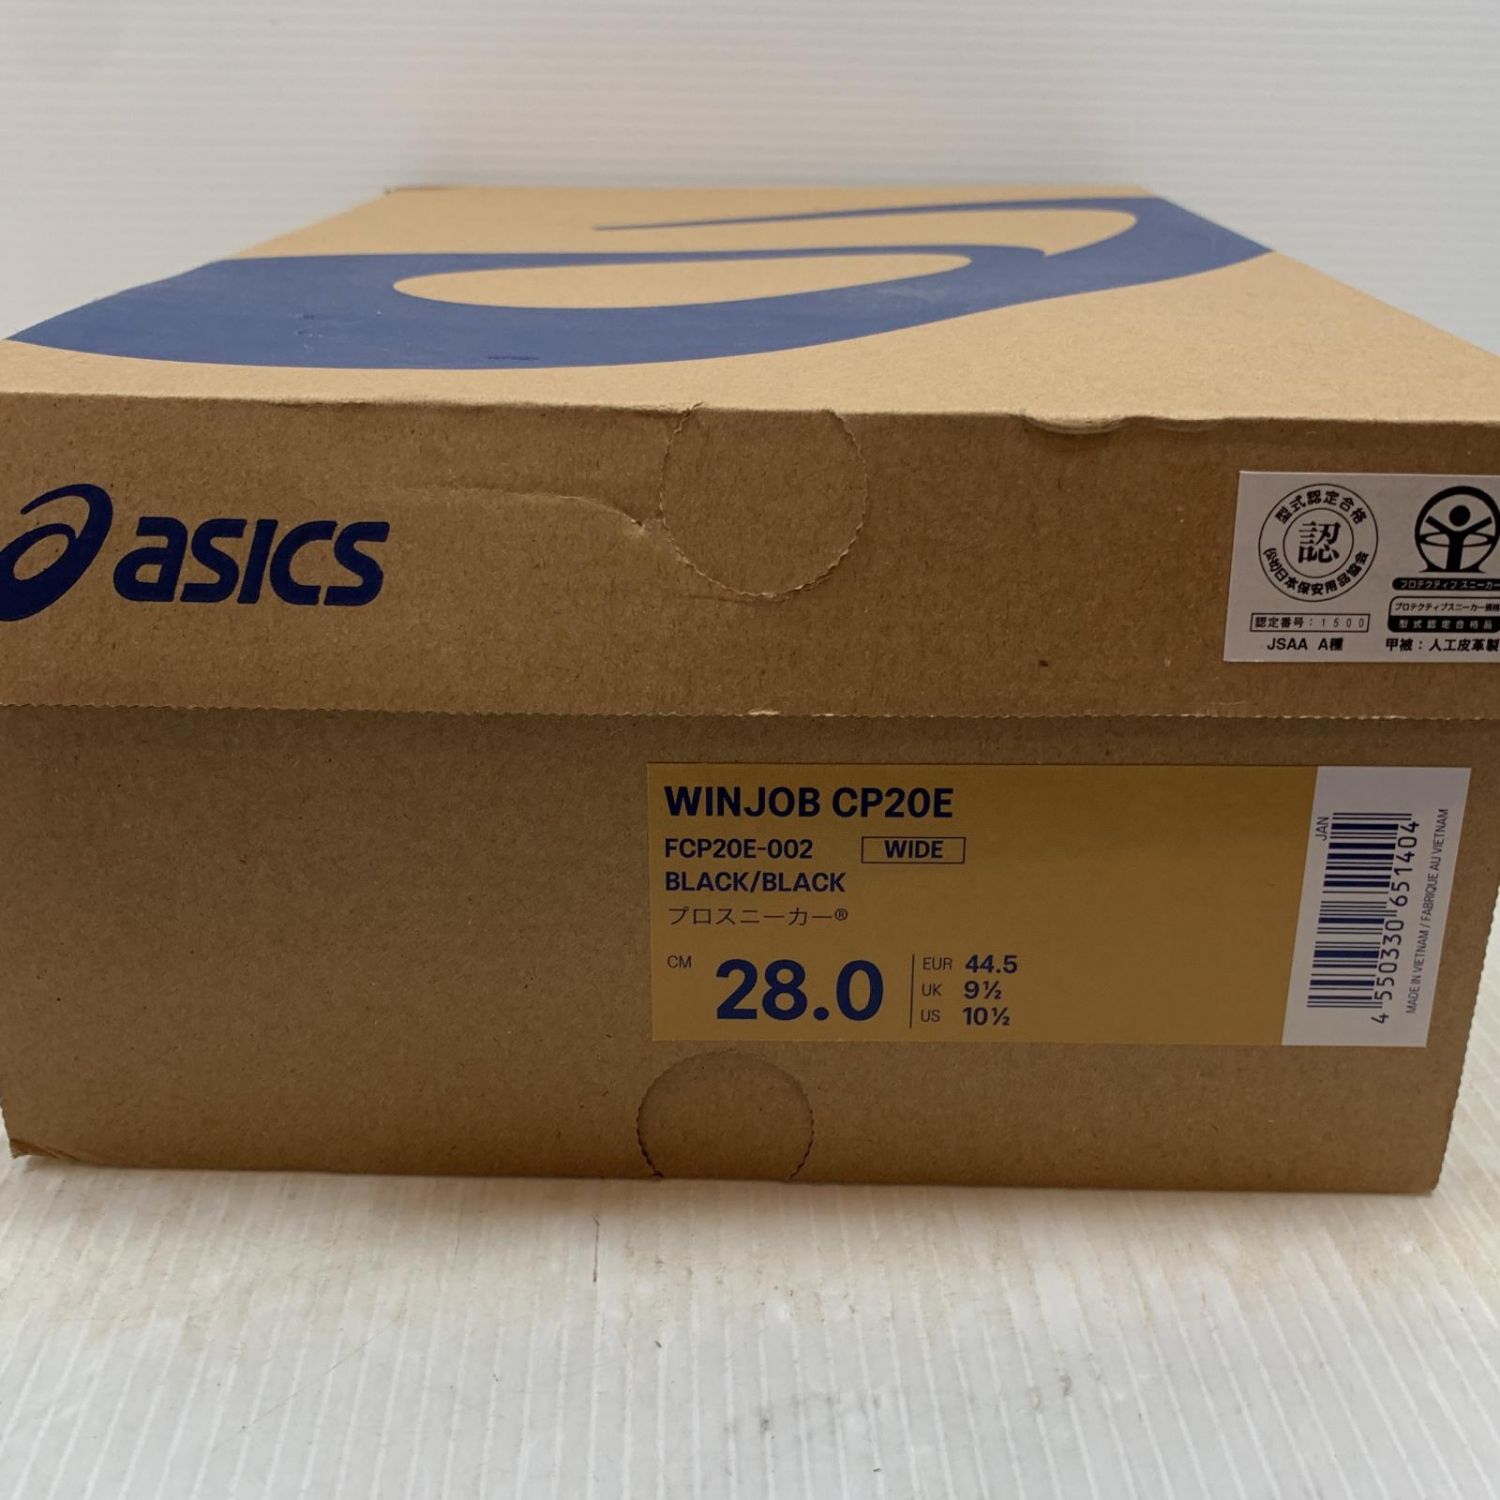 asics
型式認定合格
認
(公社)日本保安用品協会
認定番号:1500
JSAA A種
プロテクティブスニーカー
プロテクティブスニーカー規格
型式認定合格品
甲被:人工皮革製
WINJOB CP20E
FCP20E-002 WIDE
BLACK/BLACK
プロスニーカー®
CM 28.0
EUR 44.5
UK 9½
US 10½
JAN
4550330651404
MADE IN VIETNAM / FABRIQUE AU VIETNAM